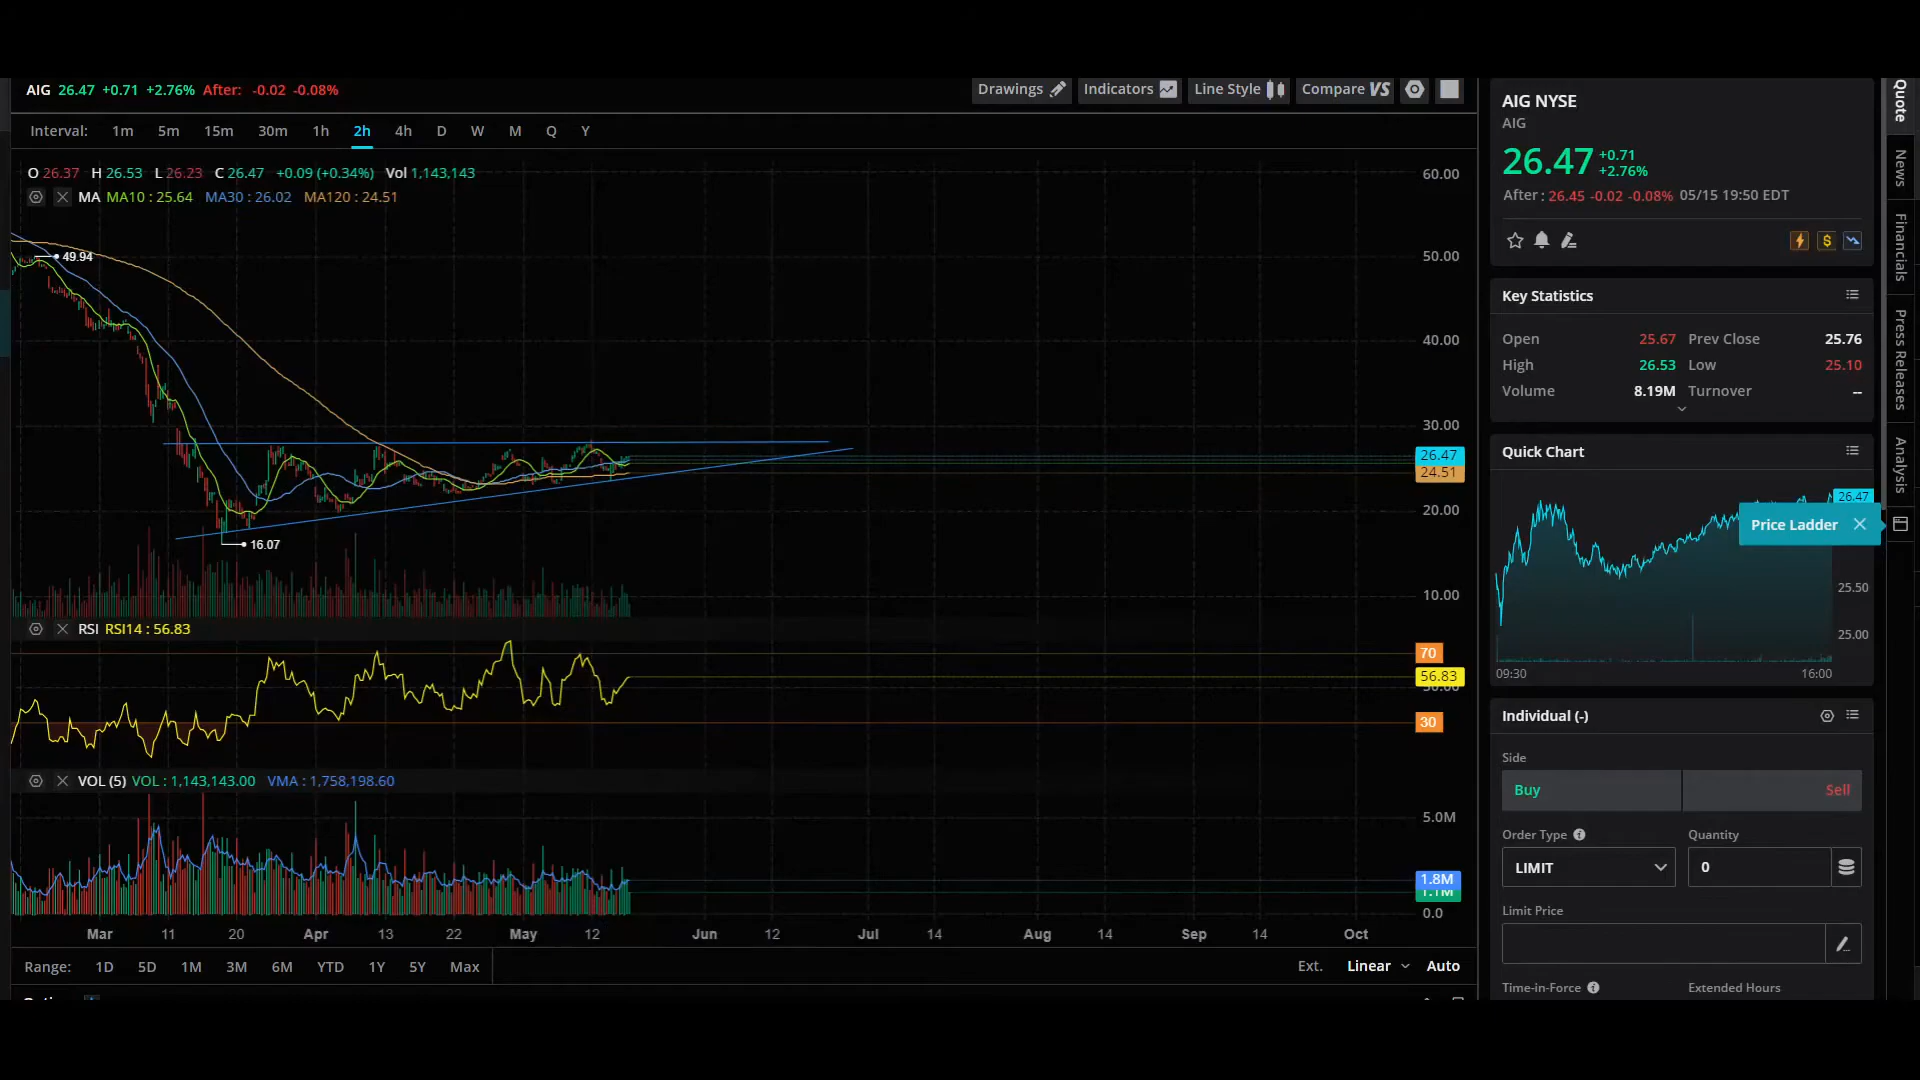 AIG 26.47 +0.71 +2.76% After: -0.02 -0.08%
Drawings Indicators Line Style Compare VS
Interval: 1m 5m 15m 30m 1h 2h 4h D W M Q Y
O 26.37 H 26.53 L 26.23 C 26.47 +0.09 (+0.34%) Vol 1,143,143
MA MA10 : 25.64 MA30 : 26.02 MA120 : 24.51
49.94
16.07
60.00
50.00
40.00
30.00
26.47
24.51
20.00
10.00
RSI RSI14 : 56.83
70
56.83
30
VOL (5) VOL : 1,143,143.00 VMA : 1,758,198.60
5.0M
1.8M
1.1M
0.0
Mar 11 20 Apr 13 22 May 12 Jun 12 Jul 14 Aug 14 Sep 14 Oct
Range: 1D 5D 1M 3M 6M YTD 1Y 5Y Max
Ext. Linear Auto
AIG NYSE
AIG
26.47 +0.71
+2.76%
After : 26.45 -0.02 -0.08% 05/15 19:50 EDT
$
Key Statistics
Open 25.67 Prev Close 25.76
High 26.53 Low 25.10
Volume 8.19M Turnover --
Quick Chart
26.47
Price Ladder
25.50
25.00
09:30 16:00
Individual (-)
Side
Buy Sell
Order Type Quantity
LIMIT 0
Limit Price
Time-in-Force Extended Hours
Quote
News
Financials
Press Releases
Analysis